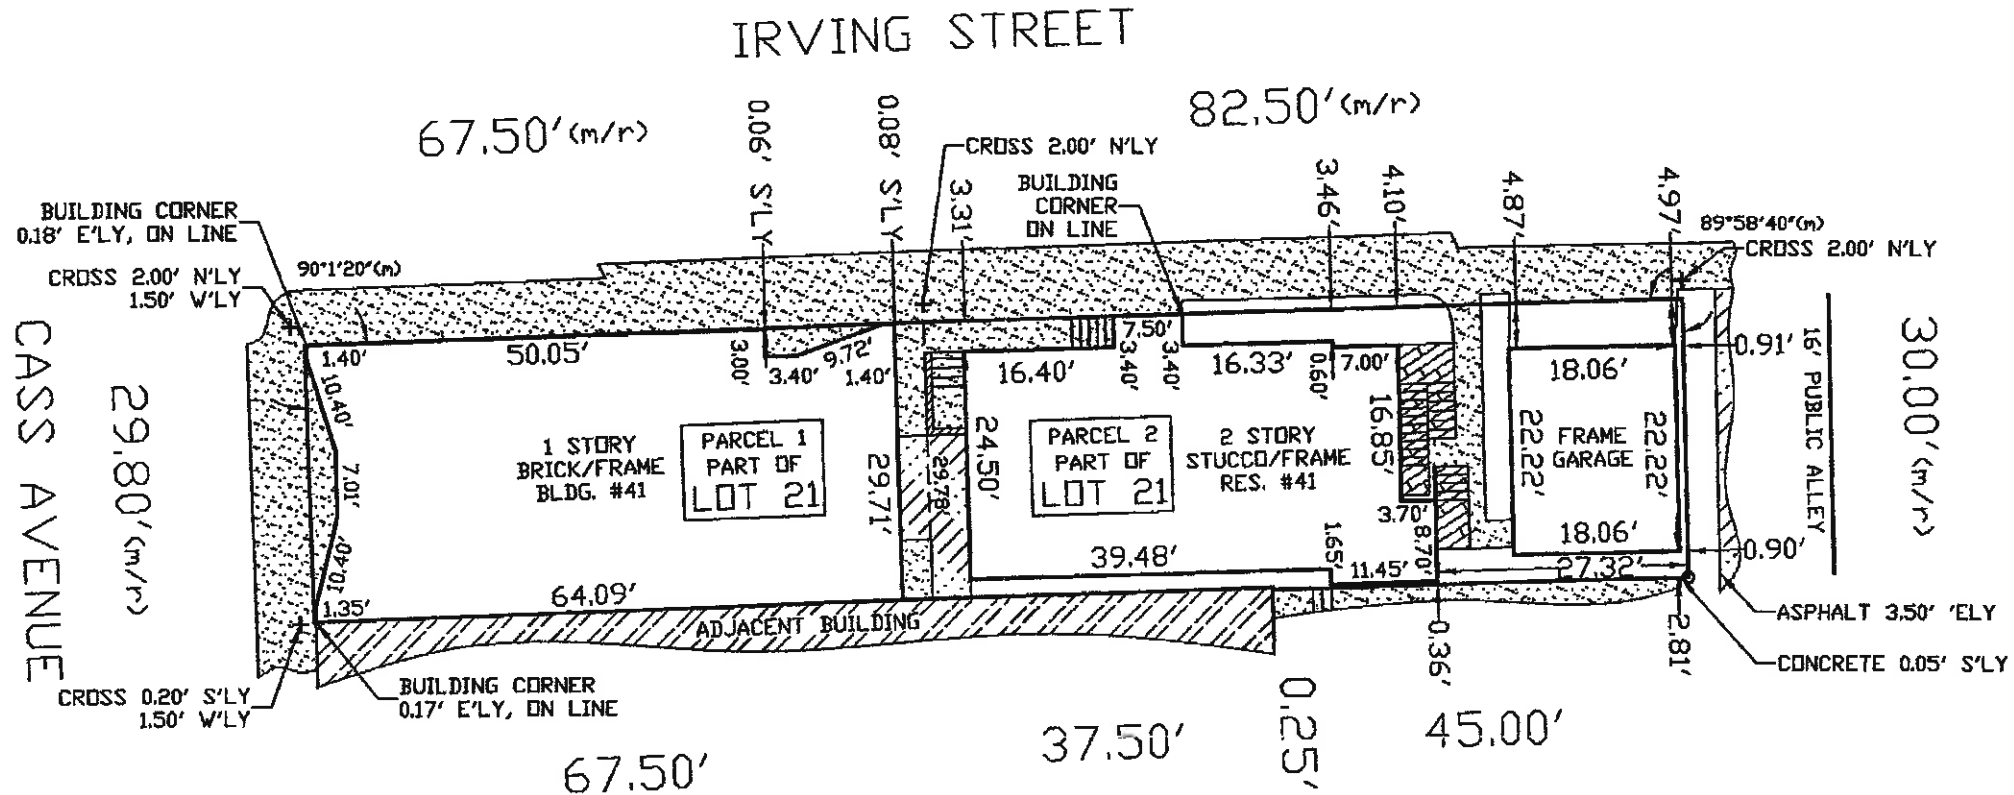 IRVING STREET
67.50'(m/r)
82.50'(m/r)
0.06' S'LY
0.08' S'LY
CROSS 2.00' N'LY
3.31'
BUILDING
CORNER
ON LINE
3.46'
4.10'
4.87'
4.97'
89°58'40"(m)
CROSS 2.00' N'LY
BUILDING CORNER
0.18' E'LY, ON LINE
CROSS 2.00' N'LY
1.50' W'LY
90°1'20"(m)
1.40'
50.05'
3.00'
3.40'
9.72'
1.40'
16.40'
7.50'
3.40'
3.40'
16.33'
0.60'
7.00'
18.06'
0.91'
CASS AVENUE
29.80'(m/r)
10.40'
7.01'
10.40'
1.35'
1 STORY
BRICK/FRAME
BLDG. #41
PARCEL 1
PART OF
LOT 21
29.71'
29.78'
24.50'
PARCEL 2
PART OF
LOT 21
2 STORY
STUCCO/FRAME
RES. #41
16.85'
3.70'
8.70'
22.22'
FRAME
GARAGE
22.22'
18.06'
16' PUBLIC ALLEY
30.00'(m/r)
0.90'
64.09'
39.48'
1.65'
11.45'
27.32'
ADJACENT BUILDING
0.36'
2.81'
ASPHALT 3.50' 'ELY
CONCRETE 0.05' S'LY
CROSS 0.20' S'LY
1.50' W'LY
BUILDING CORNER
0.17' E'LY, ON LINE
67.50'
37.50'
0.25'
45.00'